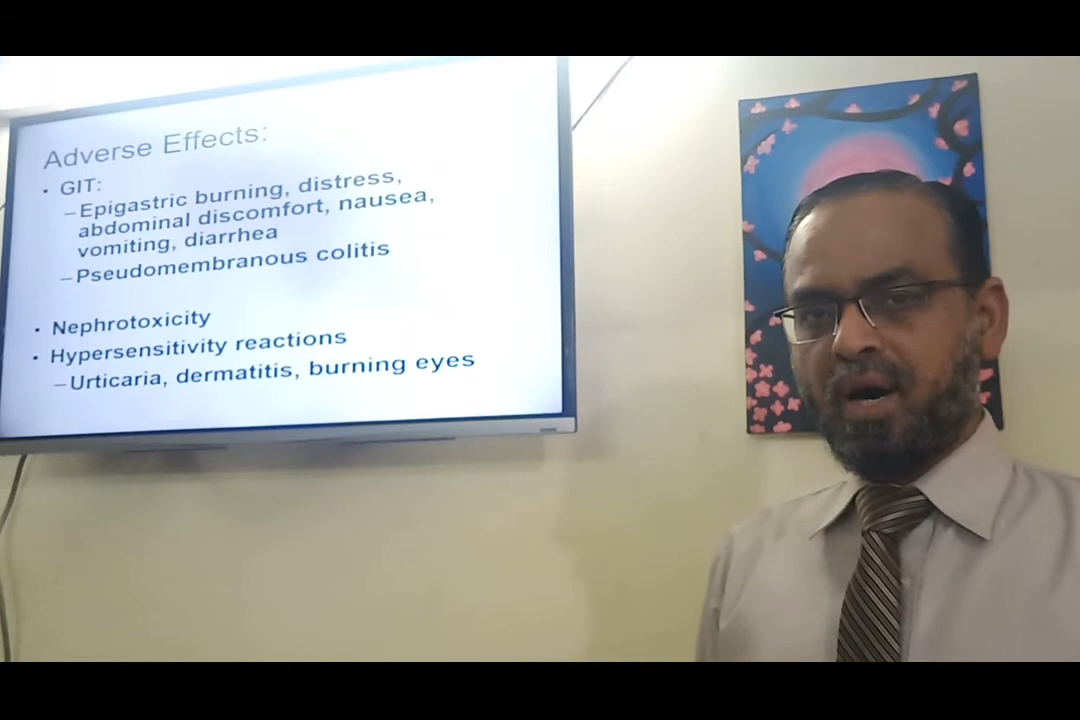 Adverse Effects:
• GIT:
–Epigastric burning, distress,
abdominal discomfort, nausea,
vomiting, diarrhea
–Pseudomembranous colitis
• Nephrotoxicity
• Hypersensitivity reactions
–Urticaria, dermatitis, burning eyes